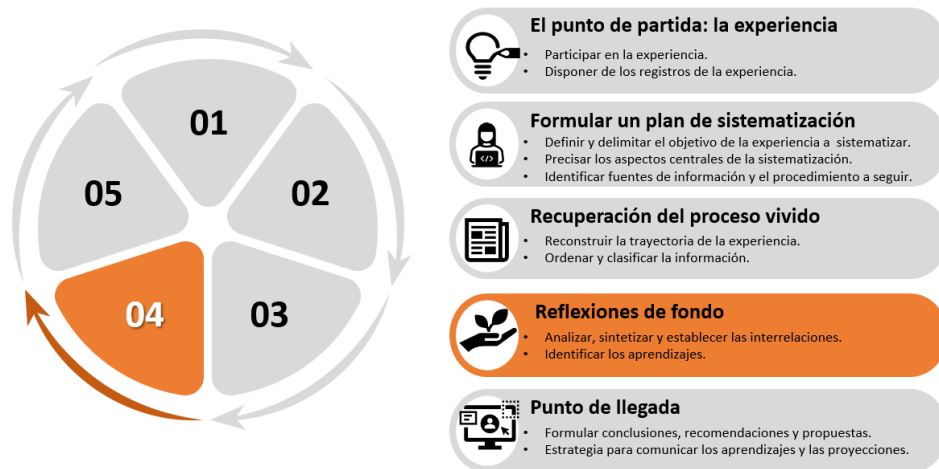 01
02
03
04
05
El punto de partida: la experiencia
• Participar en la experiencia.
• Disponer de los registros de la experiencia.
Formular un plan de sistematización
• Definir y delimitar el objetivo de la experiencia a sistematizar.
• Precisar los aspectos centrales de la sistematización.
• Identificar fuentes de información y el procedimiento a seguir.
Recuperación del proceso vivido
• Reconstruir la trayectoria de la experiencia.
• Ordenar y clasificar la información.
Reflexiones de fondo
• Analizar, sintetizar y establecer las interrelaciones.
• Identificar los aprendizajes.
Punto de llegada
• Formular conclusiones, recomendaciones y propuestas.
• Estrategia para comunicar los aprendizajes y las proyecciones.